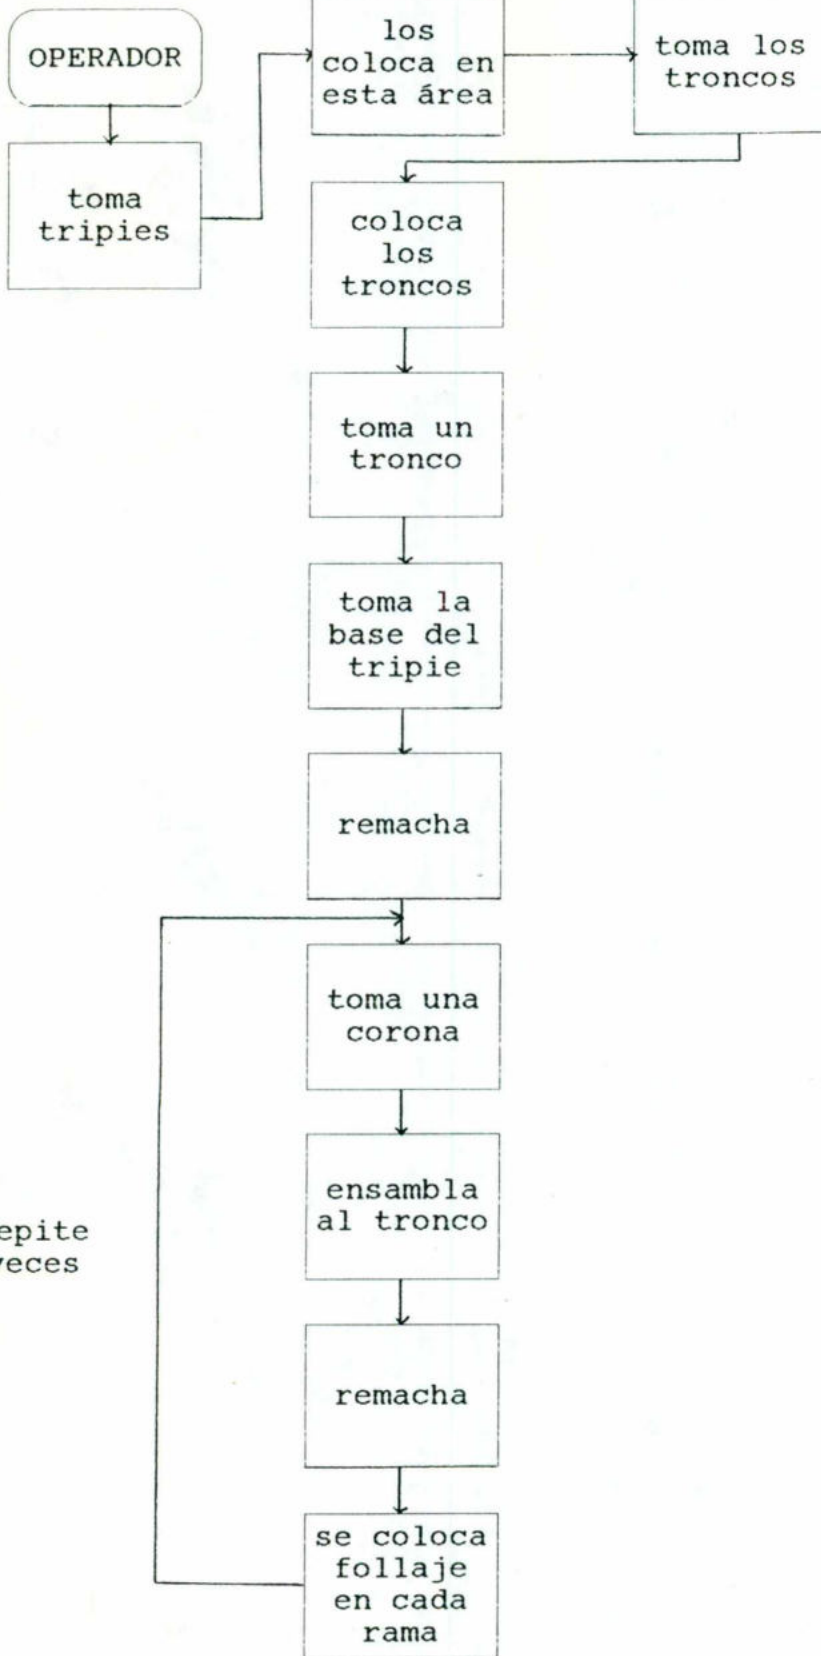 OPERADOR
toma
tripies
los
coloca en
esta área
toma los
troncos
coloca
los
troncos
toma un
tronco
toma la
base del
tripie
remacha
toma una
corona
ensambla
al tronco
epite
veces
remacha
se coloca
follaje
en cada
rama